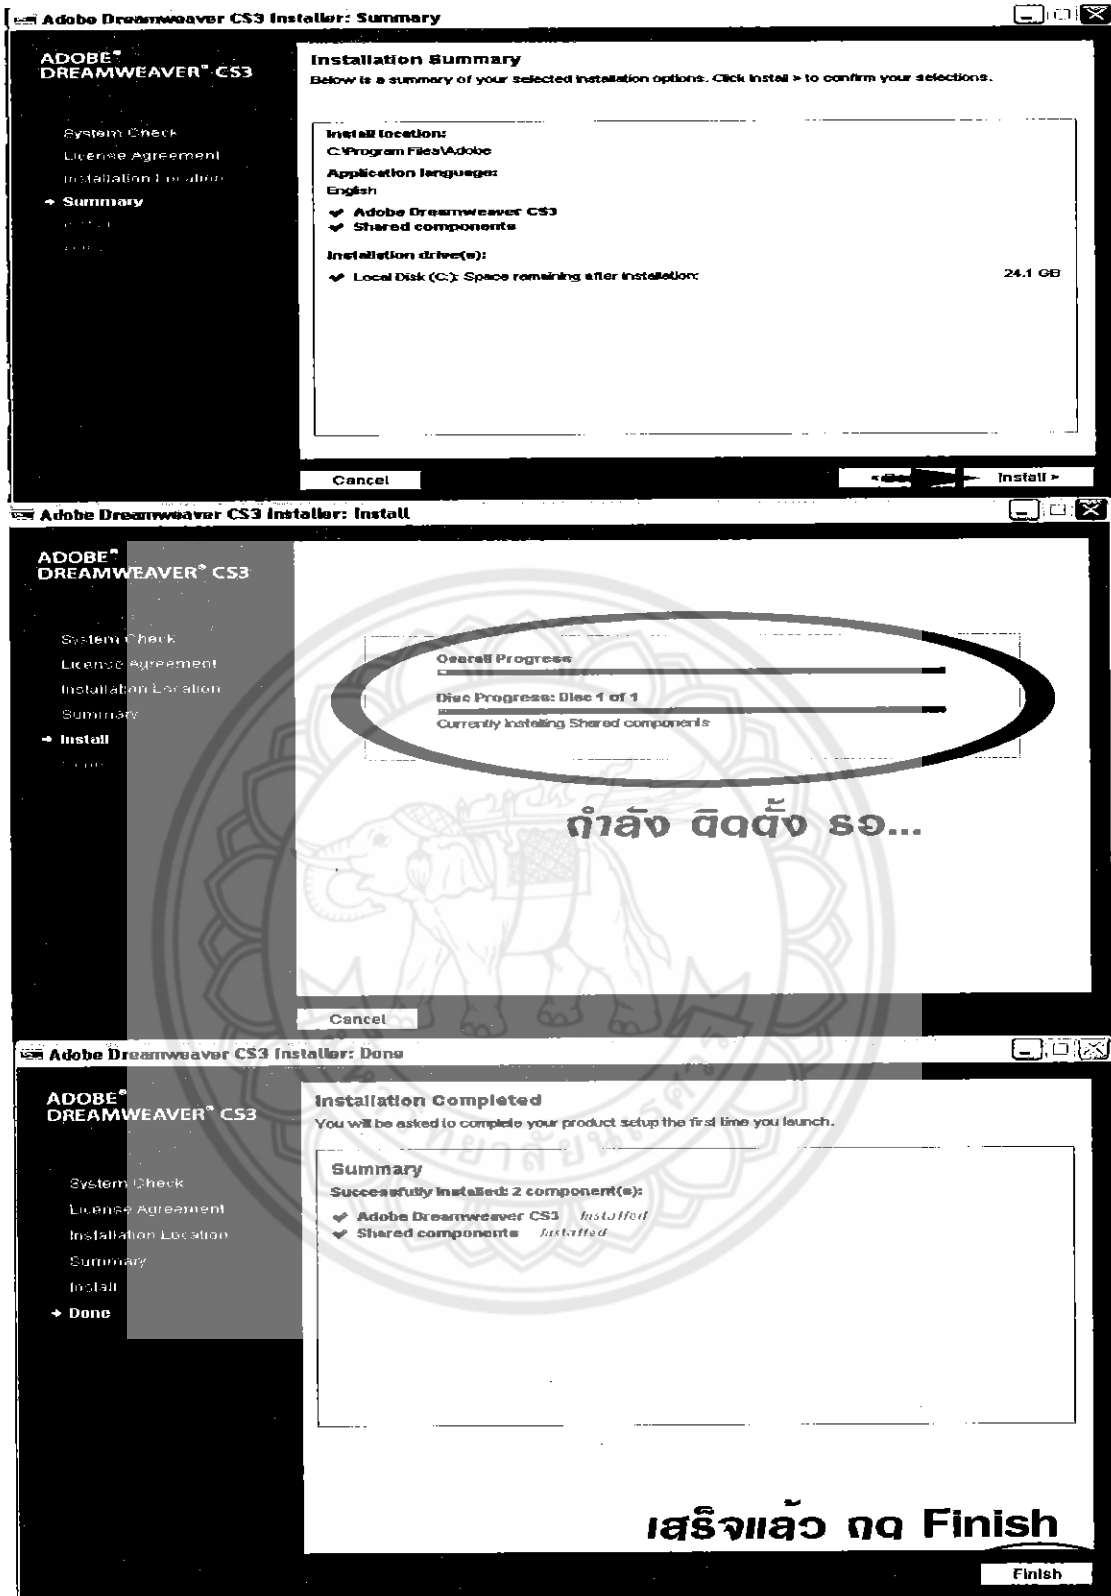 Adobe Dreamweaver CS3 Installer: Summary
ADOBE®
DREAMWEAVER® CS3
System Check
License Agreement
Installation Location
Summary
Installation Summary
Below is a summary of your selected installation options. Click Install > to confirm your selections.
Install location:
C:\Program Files\Adobe
Application language:
English
Adobe Dreamweaver CS3
Shared components
Installation drive(s):
Local Disk (C:): Space remaining after installation: 24.1 GB
Cancel
Install >
Adobe Dreamweaver CS3 Installer: Install
ADOBE®
DREAMWEAVER® CS3
System Check
License Agreement
Installation Location
Summary
Install
Overall Progress
Disc Progress: Disc 1 of 1
Currently installing Shared components
กำลัง ติดตั้ง รอ...
Cancel
Adobe Dreamweaver CS3 Installer: Done
ADOBE®
DREAMWEAVER® CS3
System Check
License Agreement
Installation Location
Summary
Install
Done
Installation Completed
You will be asked to complete your product setup the first time you launch.
Summary
Successfully installed: 2 component(s):
Adobe Dreamweaver CS3 Installed
Shared components Installed
เสร็จแล้ว กด Finish
Finish